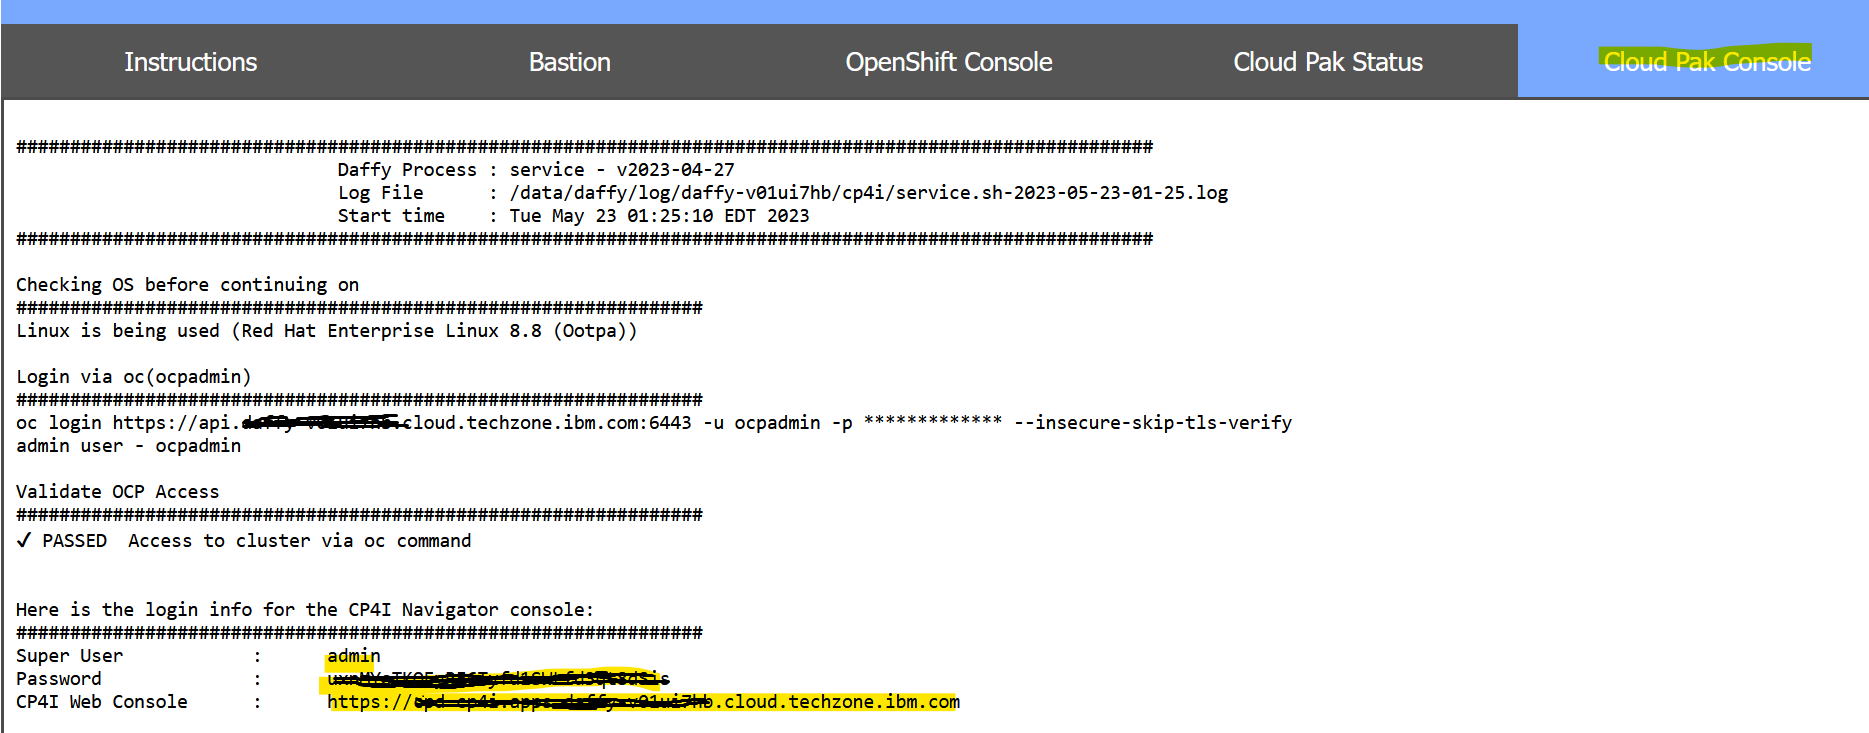 Instructions Bastion OpenShift Console Cloud Pak Status Cloud Pak Console
##########################################################################################################
Daffy Process : service - v2023-04-27
Log File : /data/daffy/log/daffy-v01ui7hb/cp4i/service.sh-2023-05-23-01-25.log
Start time : Tue May 23 01:25:10 EDT 2023
##########################################################################################################
Checking OS before continuing on
################################################################
Linux is being used (Red Hat Enterprise Linux 8.8 (Ootpa))
Login via oc(ocpadmin)
################################################################
oc login https://api. cloud.techzone.ibm.com:6443 -u ocpadmin -p ************* --insecure-skip-tls-verify
admin user - ocpadmin
Validate OCP Access
################################################################
✓ PASSED Access to cluster via oc command
Here is the login info for the CP4I Navigator console:
################################################################
Super User : admin
Password :
CP4I Web Console : https:// .cloud.techzone.ibm.com